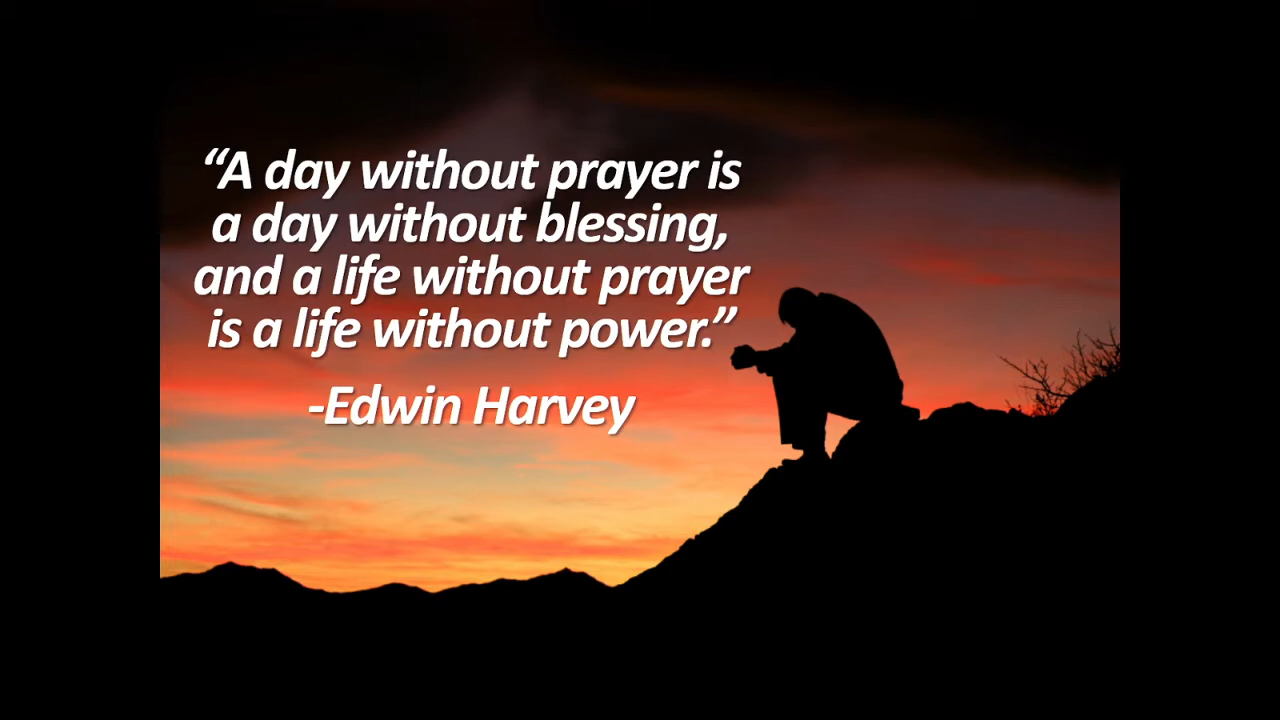 “A day without prayer is
a day without blessing,
and a life without prayer
is a life without power.”
-Edwin Harvey